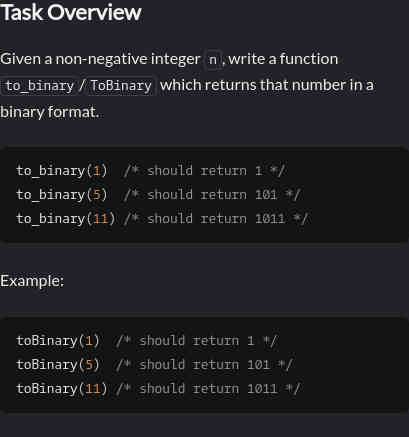 Task Overview
Given a non-negative integer n, write a function
to_binary/ToBinary which returns that number in a
binary format.
to_binary(1)  /* should return 1 */
to_binary(5)  /* should return 101 */
to_binary(11) /* should return 1011 */
Example:
toBinary(1)  /* should return 1 */
toBinary(5)  /* should return 101 */
toBinary(11) /* should return 1011 */